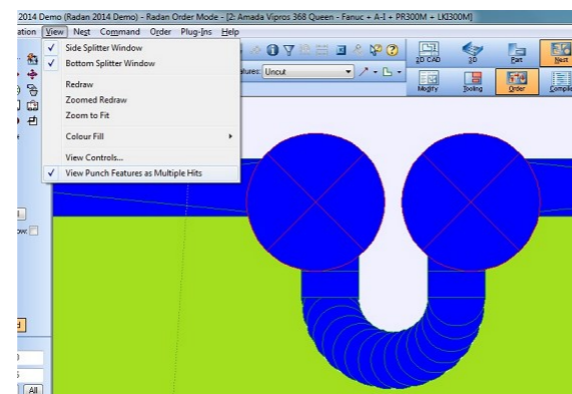 2014 Demo (Radan 2014 Demo) - Radan Order Mode - [2: Amada Vipros 368 Queen - Fanuc + A-I + PR300M + LKI300M]
ation View Nest Command Order Plug-Ins Help
Side Splitter Window
Bottom Splitter Window
Redraw
Zoomed Redraw
Zoom to Fit
Colour Fill
View Controls...
View Punch Features as Multiple Hits
atures: Uncut
2D CAD 3D Part Nest
Modify Tooling Order Compile
ow:
All